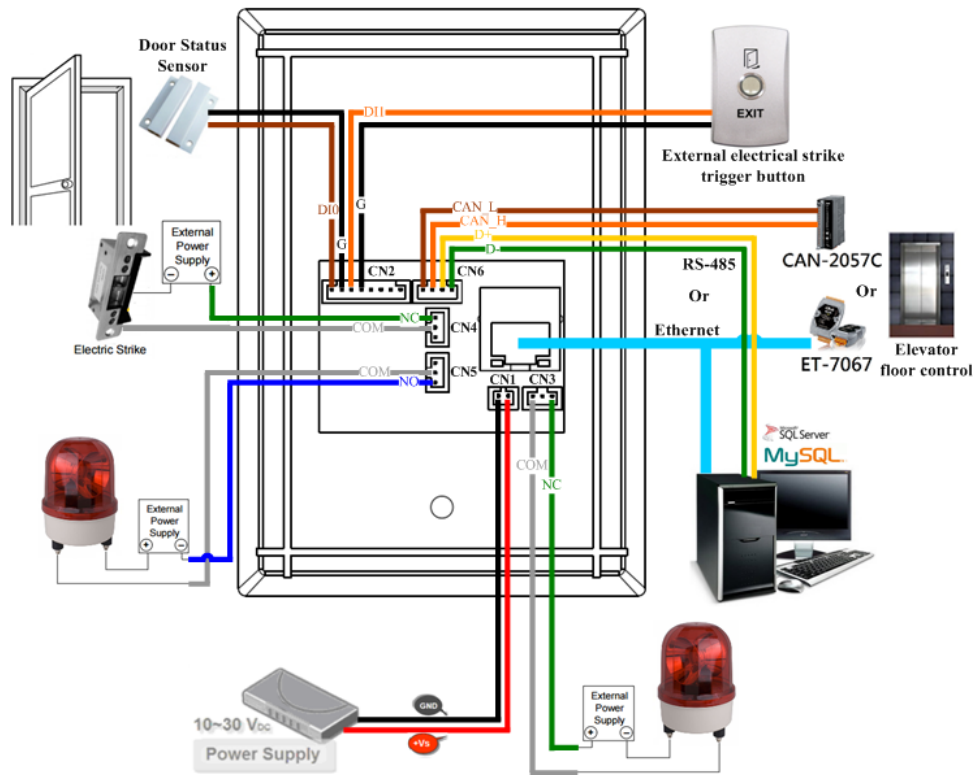 Door Status
Sensor
DI1
EXIT
External electrical strike
trigger button
DI0
G
G
CAN_L
CAN_H
D+
D-
External
Power
Supply
CN2
CN6
RS-485
CAN-2057C
Or
Or
NC
COM
CN4
Electric Strike
Ethernet
ET-7067
Elevator
floor control
COM
CN5
NO
CN1
CN3
Microsoft
SQL Server
MySQL
COM
NC
External
Power
Supply
+
-
10~30 VDC
Power Supply
GND
+Vs
External
Power
Supply
+
-